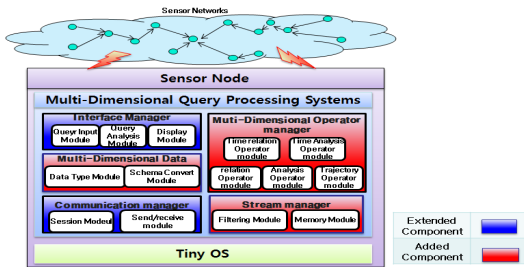 Sensor Networks
Sensor Node
Multi-Dimensional Query Processing Systems
Interface Manager
Queyr Input
Module
Query
Analysis
Module
Display
Module
Multi-Dimensional Data
Data Type Module
Schema Convert
Module
Communication manager
Session Modeul
Send/receive
module
Muti-Dimensional Operator
manager
Time relation
Operator
module
Time Analysis
Operator
module
relation
Operator
module
Analysis
Operator
module
Trajectory
Operator
module
Stream manager
Filtering Module
Memory Module
Tiny OS
Extended
Component
Added
Component